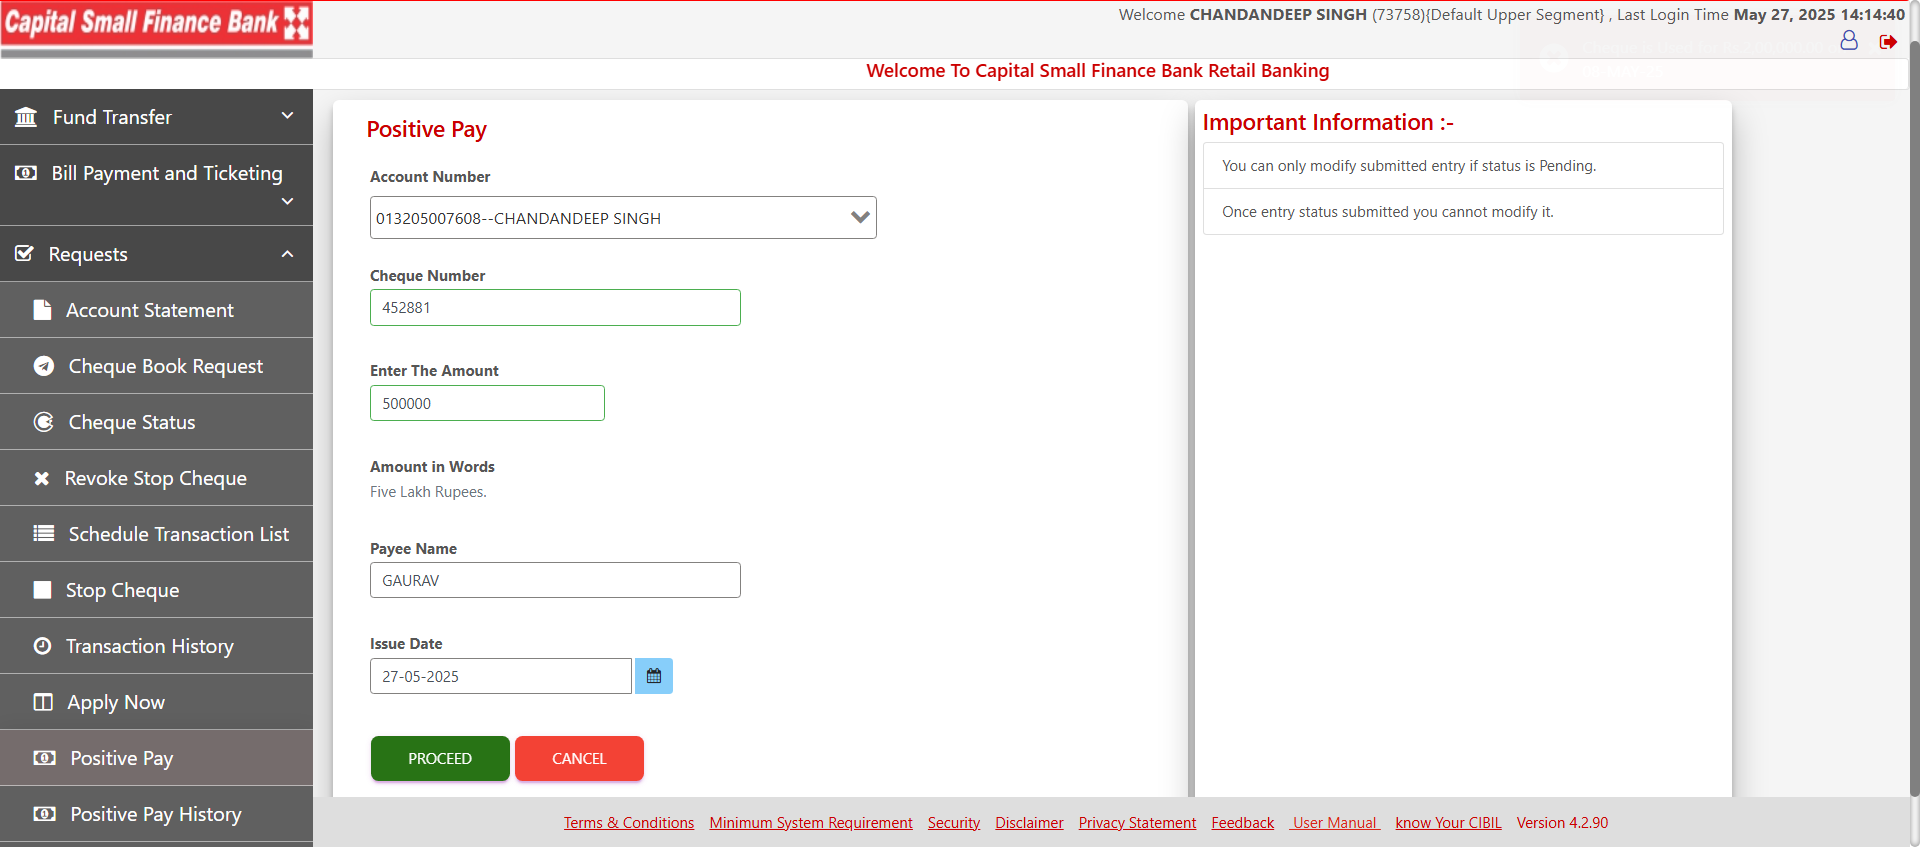 Capital Small Finance Bank
Welcome CHANDANDEEP SINGH (73758){Default Upper Segment} , Last Login Time May 27, 2025 14:14:40
Welcome To Capital Small Finance Bank Retail Banking
Fund Transfer
Bill Payment and Ticketing
Requests
Account Statement
Cheque Book Request
Cheque Status
Revoke Stop Cheque
Schedule Transaction List
Stop Cheque
Transaction History
Apply Now
Positive Pay
Positive Pay History
Positive Pay
Account Number
013205007608--CHANDANDEEP SINGH
Cheque Number
452881
Enter The Amount
500000
Amount in Words
Five Lakh Rupees.
Payee Name
GAURAV
Issue Date
27-05-2025
PROCEED CANCEL
Important Information :-
You can only modify submitted entry if status is Pending.
Once entry status submitted you cannot modify it.
Terms & Conditions Minimum System Requirement Security Disclaimer Privacy Statement Feedback User Manual know Your CIBIL Version 4.2.90